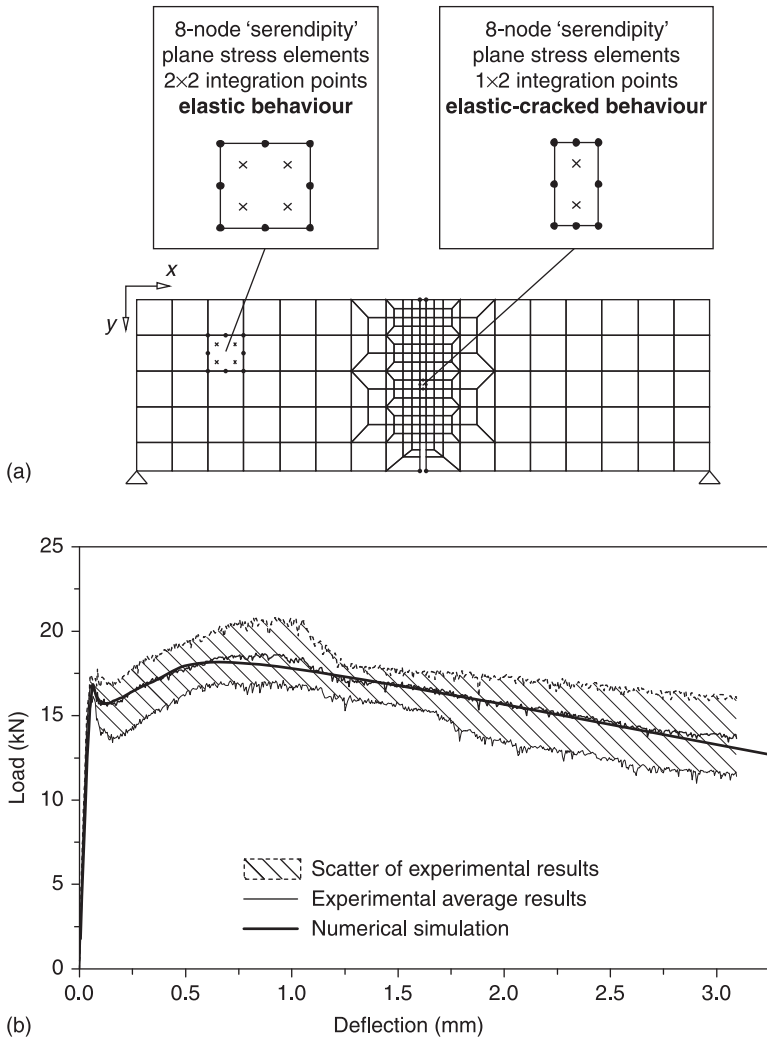 8-node ‘serendipity’
plane stress elements
2×2 integration points
elastic behaviour
8-node ‘serendipity’
plane stress elements
1×2 integration points
elastic-cracked behaviour
x
y
(a)
25
20
15
10
5
0
Load (kN)
Scatter of experimental results
Experimental average results
Numerical simulation
0.0 0.5 1.0 1.5 2.0 2.5 3.0
Deflection (mm)
(b)